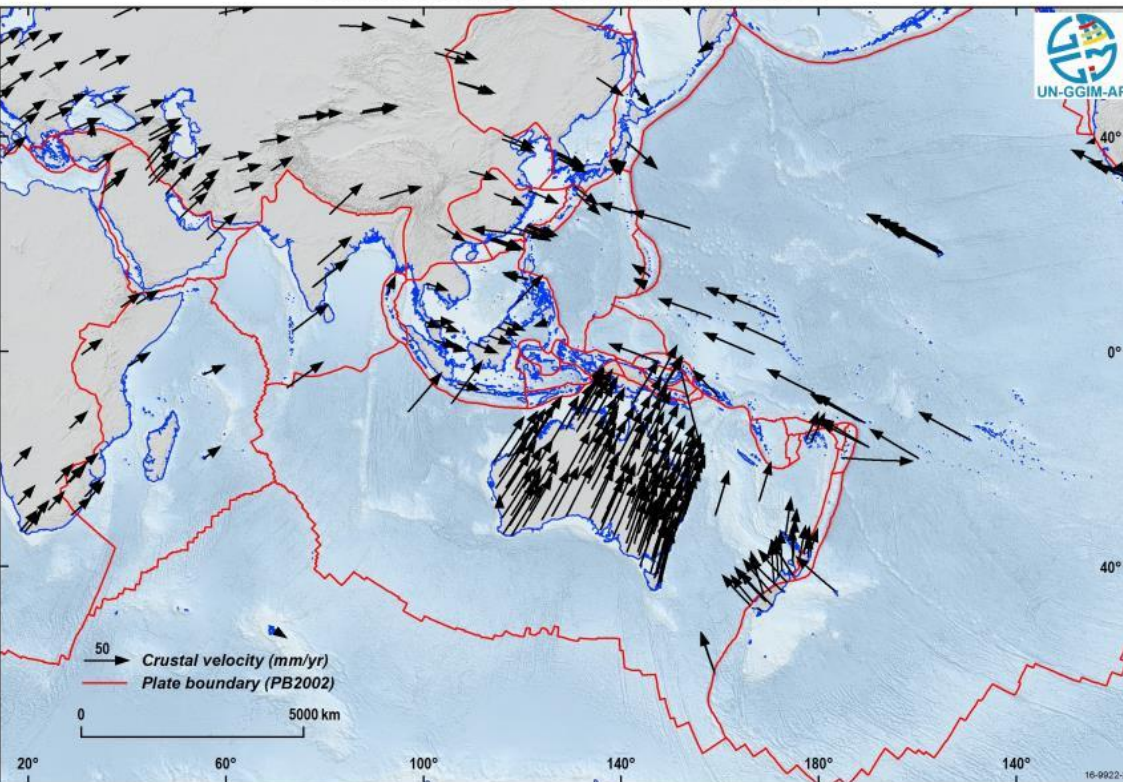 UN-GGIM-AP
40°
0°
40°
50
Crustal velocity (mm/yr)
Plate boundary (PB2002)
0 5000 km
20° 60° 100° 140° 180° 140°